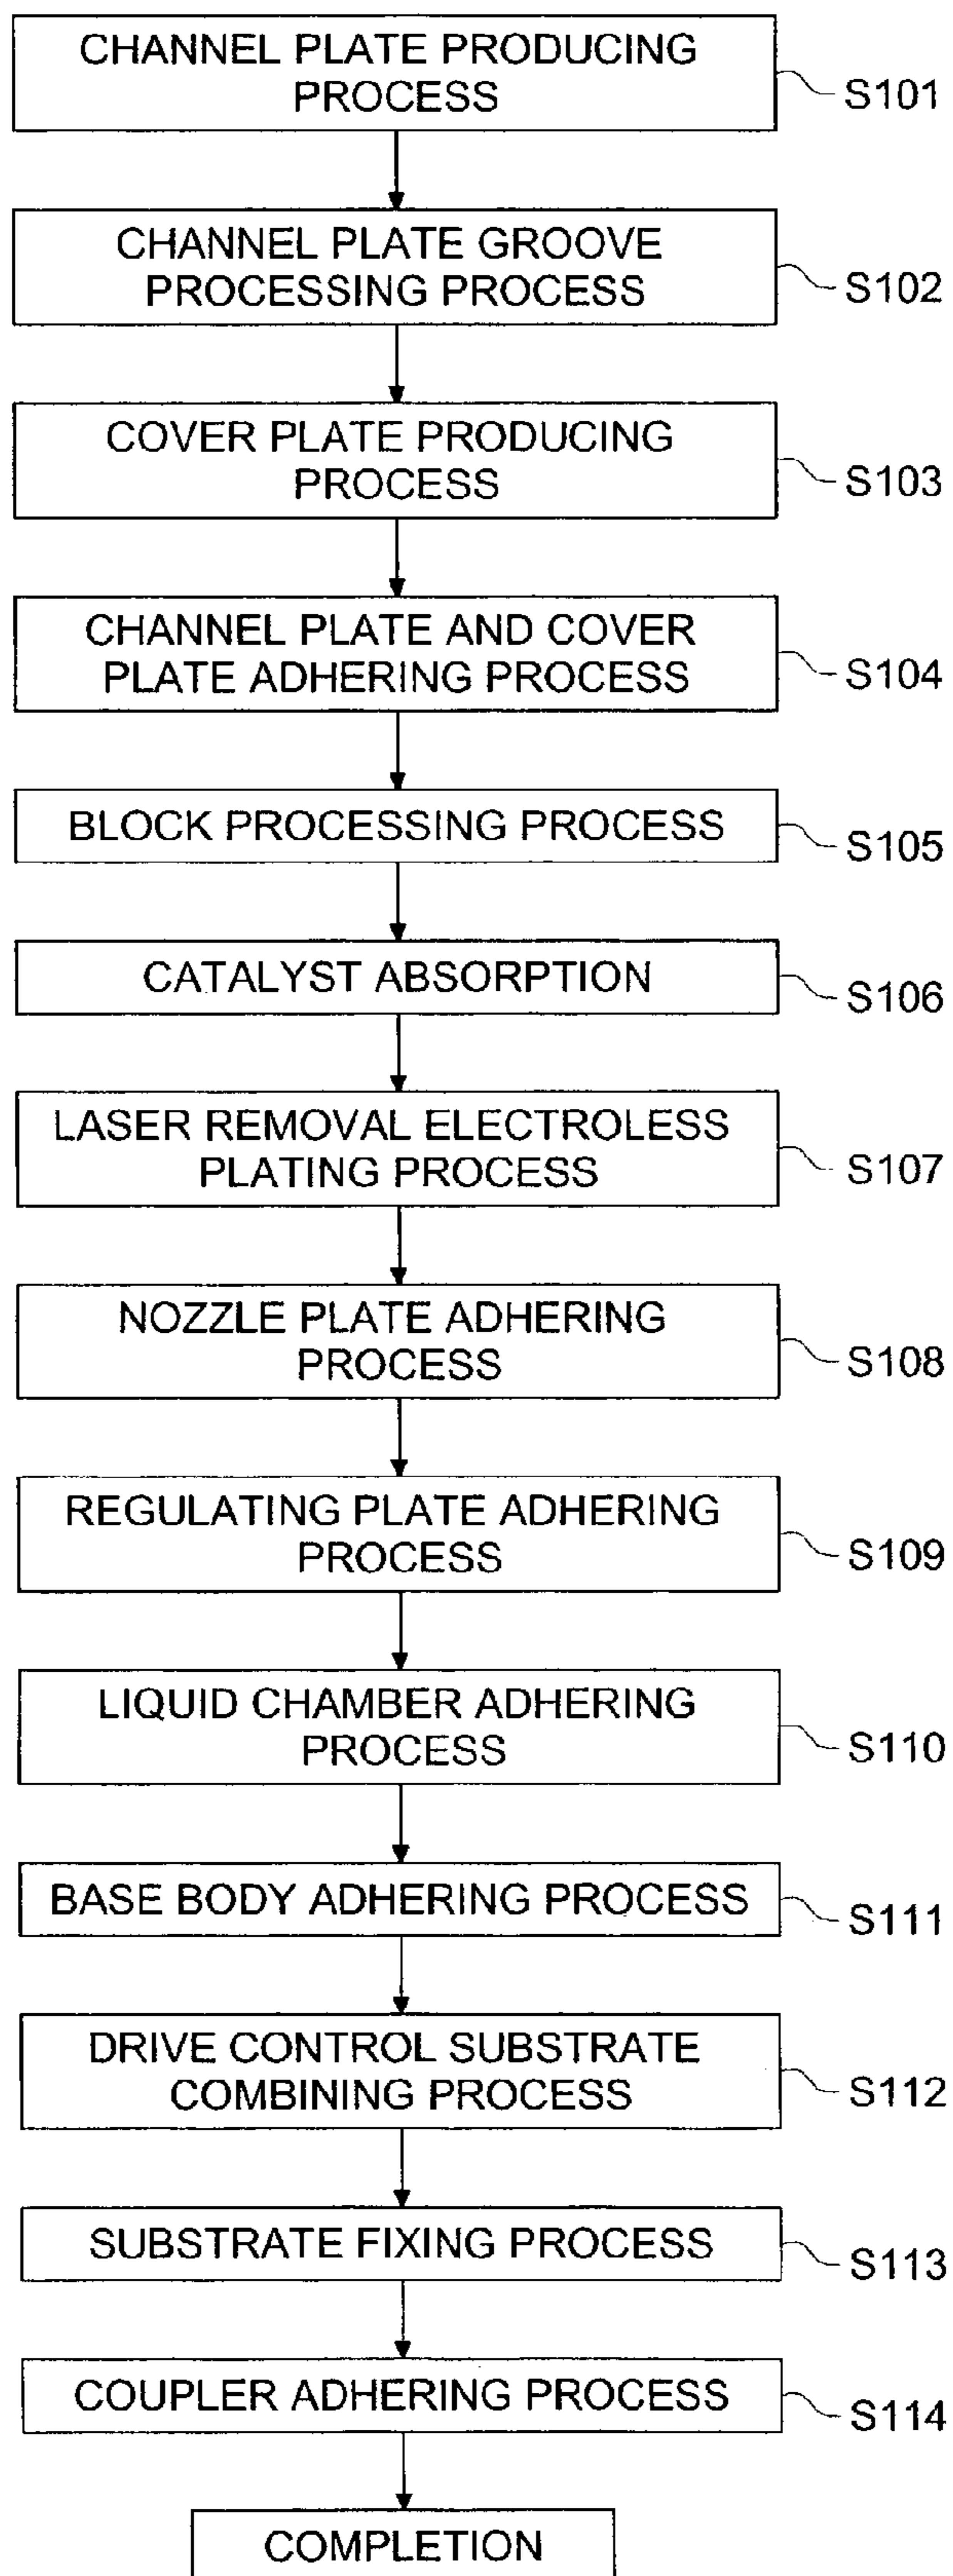 CHANNEL PLATE PRODUCING
PROCESS
S101
CHANNEL PLATE GROOVE
PROCESSING PROCESS
S102
COVER PLATE PRODUCING
PROCESS
S103
CHANNEL PLATE AND COVER
PLATE ADHERING PROCESS
S104
BLOCK PROCESSING PROCESS
S105
CATALYST ABSORPTION
S106
LASER REMOVAL ELECTROLESS
PLATING PROCESS
S107
NOZZLE PLATE ADHERING
PROCESS
S108
REGULATING PLATE ADHERING
PROCESS
S109
LIQUID CHAMBER ADHERING
PROCESS
S110
BASE BODY ADHERING PROCESS
S111
DRIVE CONTROL SUBSTRATE
COMBINING PROCESS
S112
SUBSTRATE FIXING PROCESS
S113
COUPLER ADHERING PROCESS
S114
COMPLETION